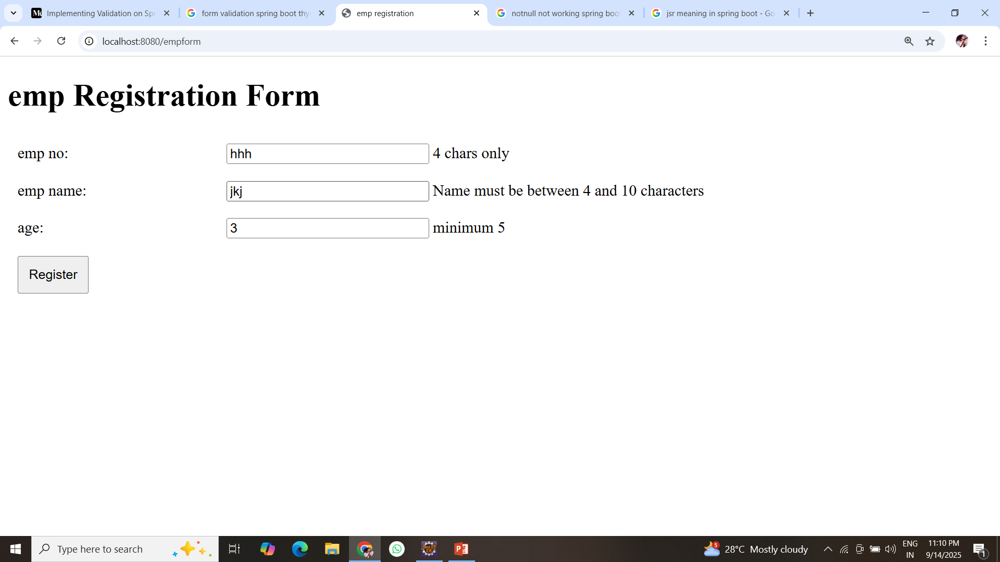 Implementing Validation on Spr
form validation spring boot thy
emp registration
notnull not working spring boot
jsr meaning in spring boot - Go
localhost:8080/empform
emp Registration Form
emp no: hhh 4 chars only
emp name: jkj Name must be between 4 and 10 characters
age: 3 minimum 5
Register
Type here to search
5
28°C Mostly cloudy
ENG
IN
11:10 PM
9/14/2025
1